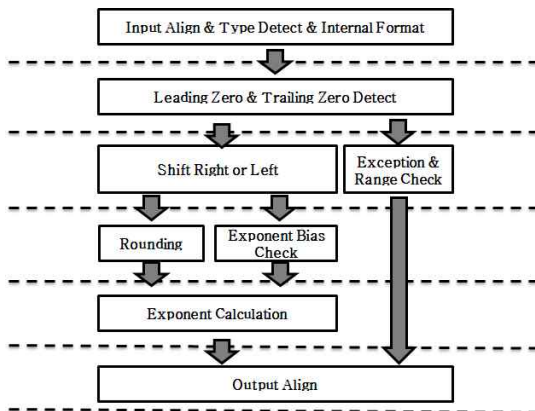 Input Align & Type Detect & Internal Format
Leading Zero & Trailing Zero Detect
Shift Right or Left
Exception &
Range Check
Rounding
Exponent Bias
Check
Exponent Calculation
Output Align